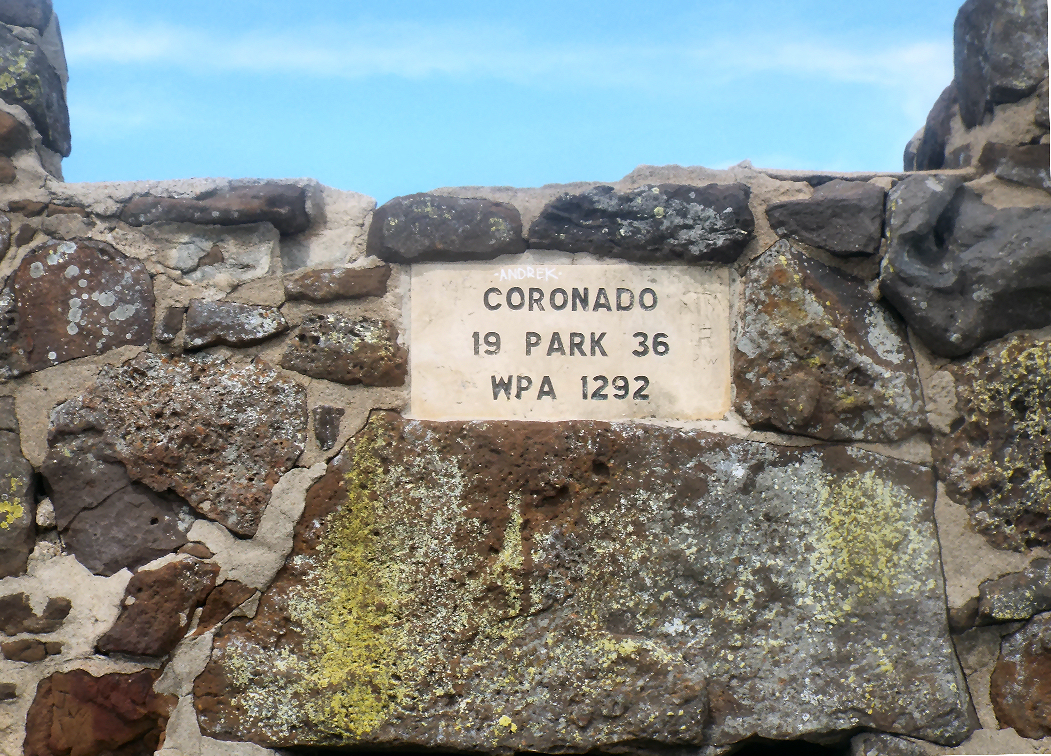 ·ANDREK·
CORONADO
19 PARK 36
WPA 1292